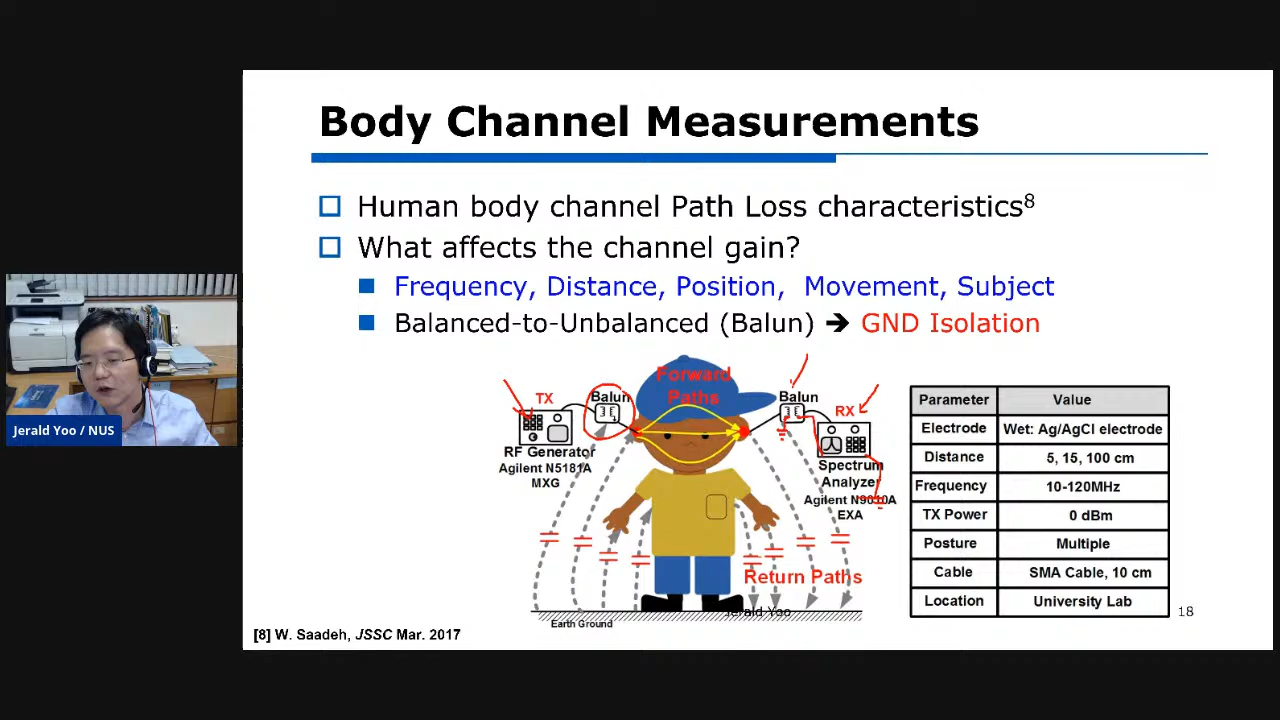 Body Channel Measurements
Human body channel Path Loss characteristics8
What affects the channel gain?
Frequency, Distance, Position, Movement, Subject
Balanced-to-Unbalanced (Balun) ➔ GND Isolation
Forward
Paths
TX
Balun
Balun
RX
RF Generator
Agilent N5181A
MXG
Spectrum
Analyzer
Agilent N9010A
EXA
Return Paths
Jerald Yoo
Earth Ground
Parameter Value
Electrode Wet: Ag/AgCl electrode
Distance 5, 15, 100 cm
Frequency 10-120MHz
TX Power 0 dBm
Posture Multiple
Cable SMA Cable, 10 cm
Location University Lab
18
[8] W. Saadeh, JSSC Mar. 2017
Jerald Yoo / NUS